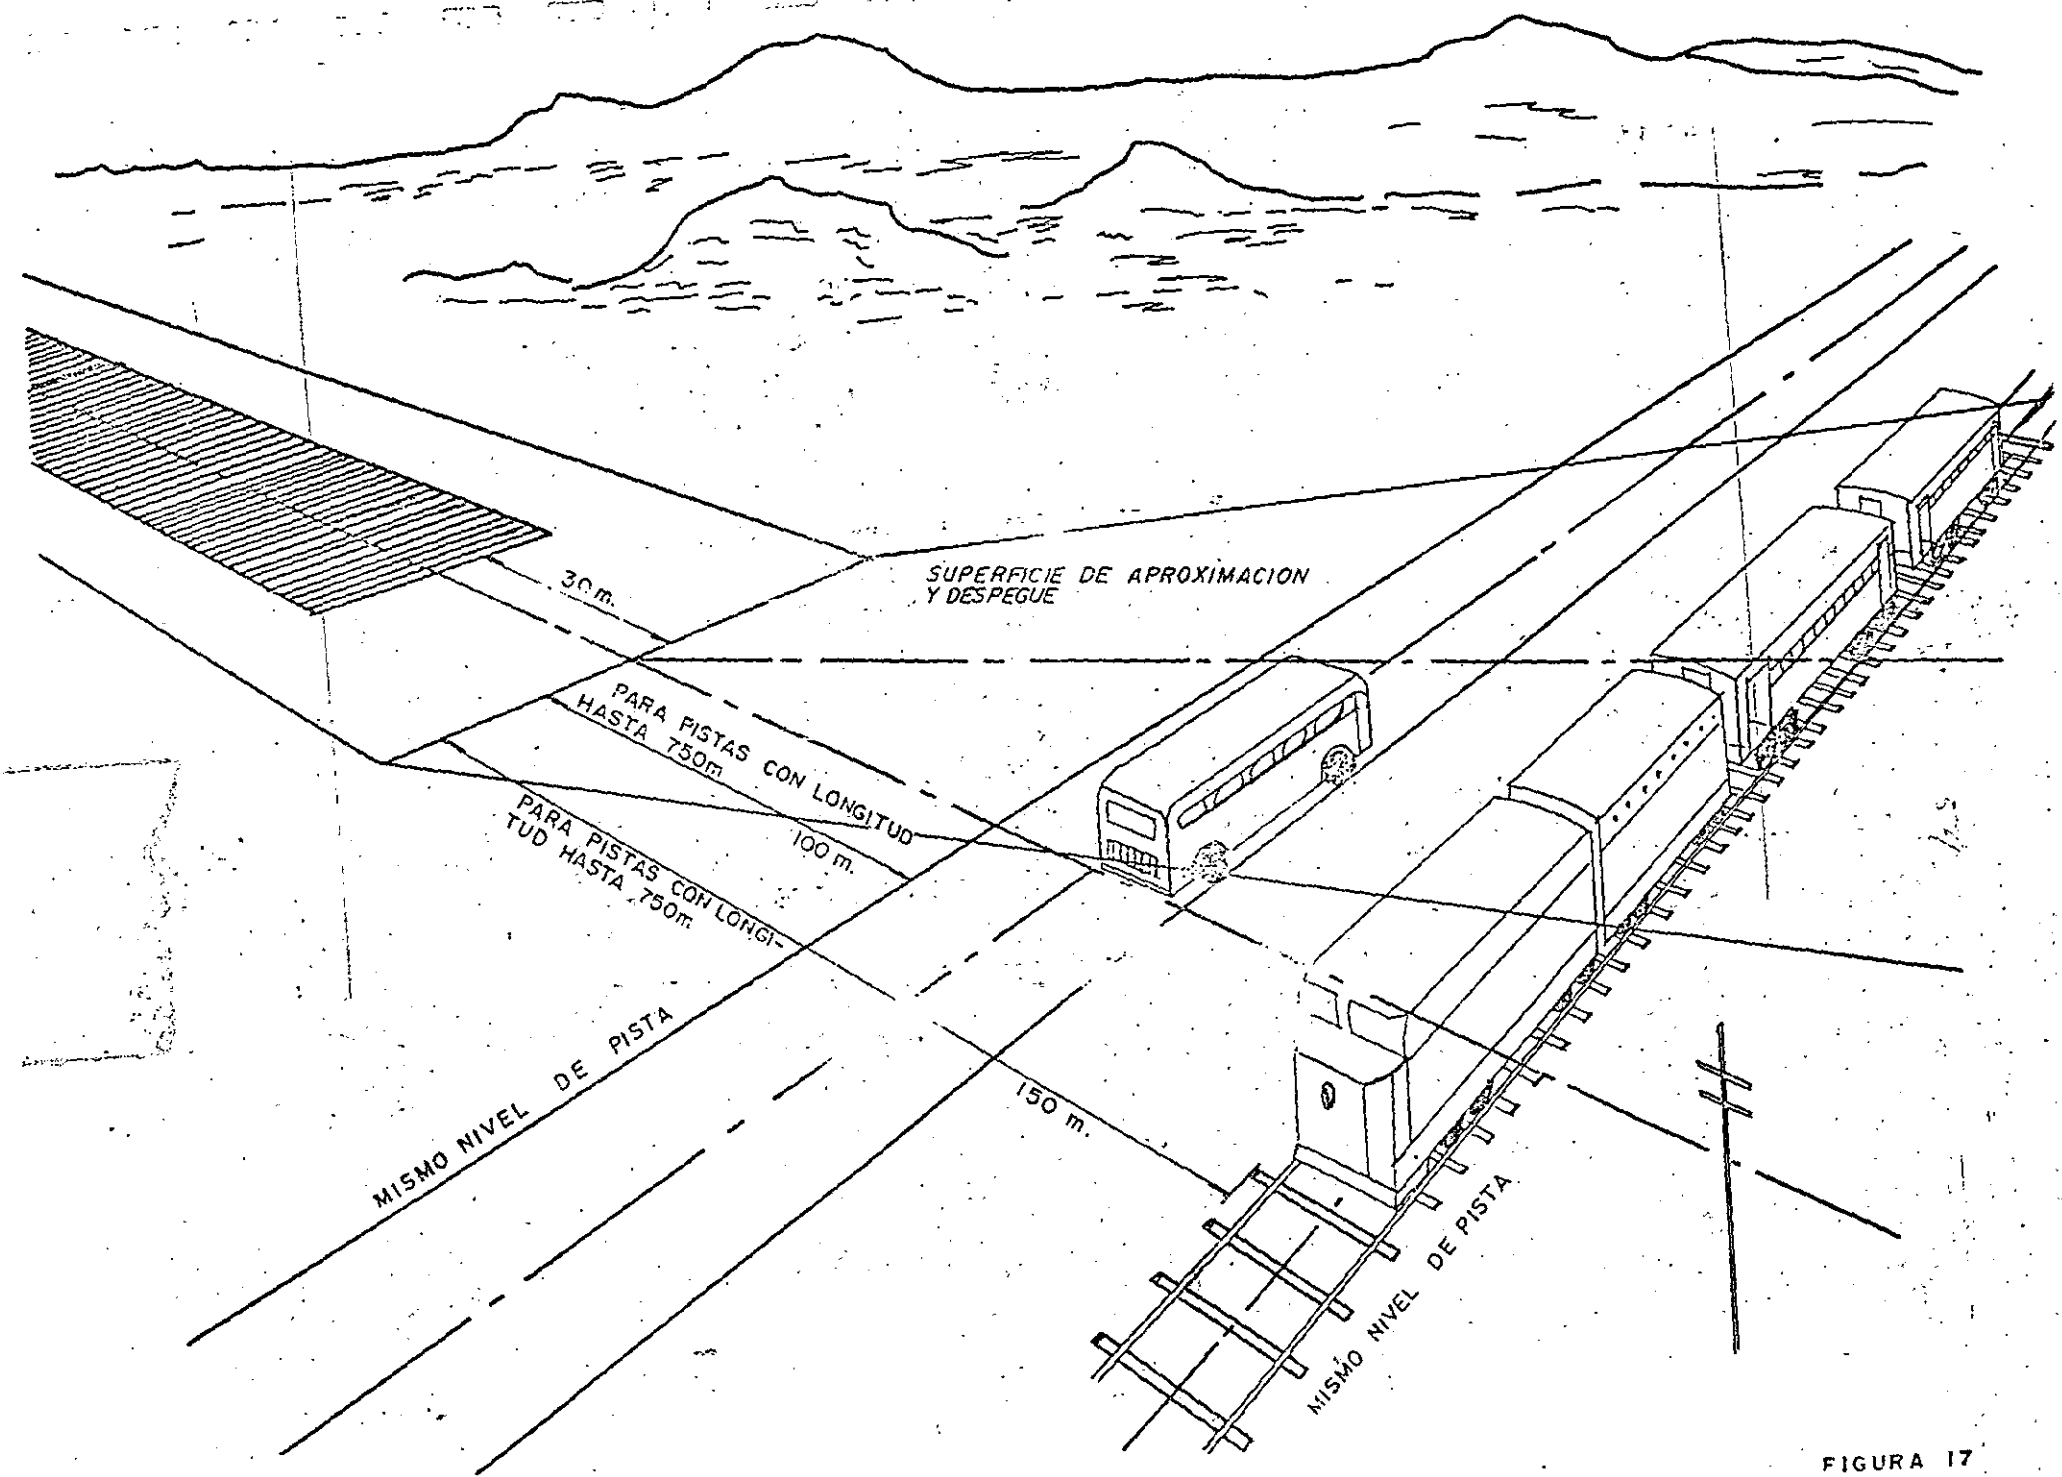 30 m.
SUPERFICIE DE APROXIMACION
Y DESPEGUE
PARA PISTAS CON LONGITUD
HASTA 750m
100 m.
PARA PISTAS CON LONGI-
TUD HASTA 750m
150 m.
MISMO NIVEL DE PISTA
MISMO NIVEL DE PISTA
FIGURA 17